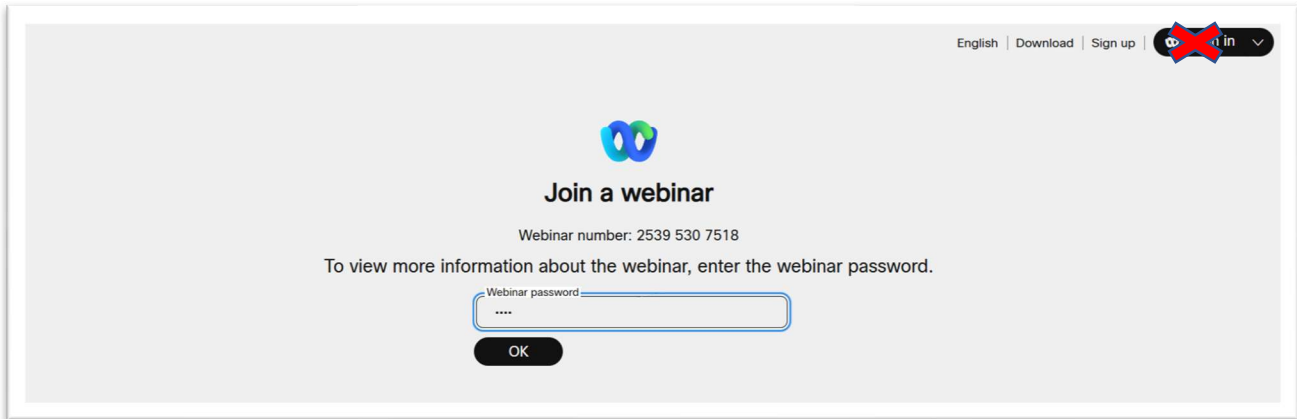 English | Download | Sign up | in
Join a webinar
Webinar number: 2539 530 7518
To view more information about the webinar, enter the webinar password.
Webinar password
....
OK